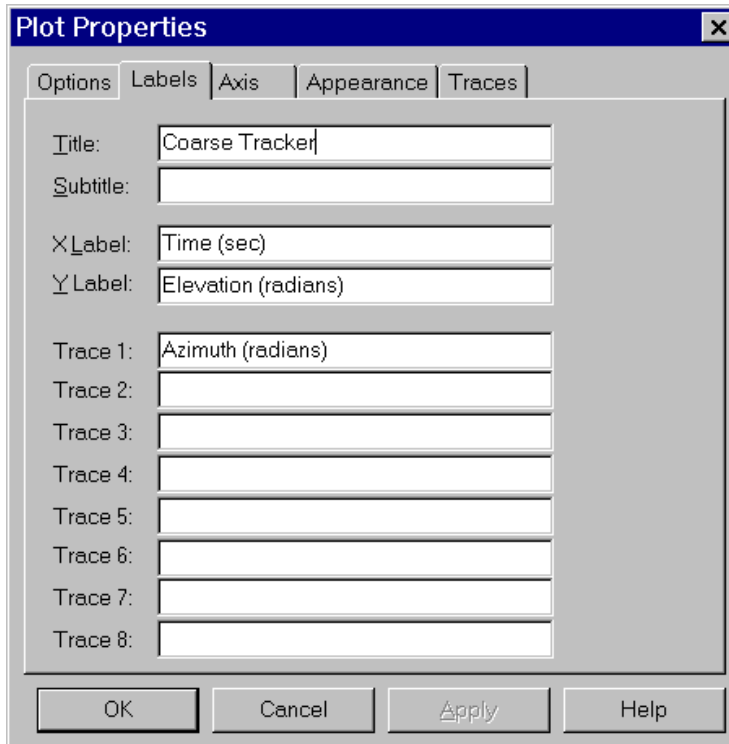 Plot Properties
Options Labels Axis Appearance Traces
Title: Coarse Tracker
Subtitle:
X Label: Time (sec)
Y Label: Elevation (radians)
Trace 1: Azimuth (radians)
Trace 2:
Trace 3:
Trace 4:
Trace 5:
Trace 6:
Trace 7:
Trace 8:
OK Cancel Apply Help